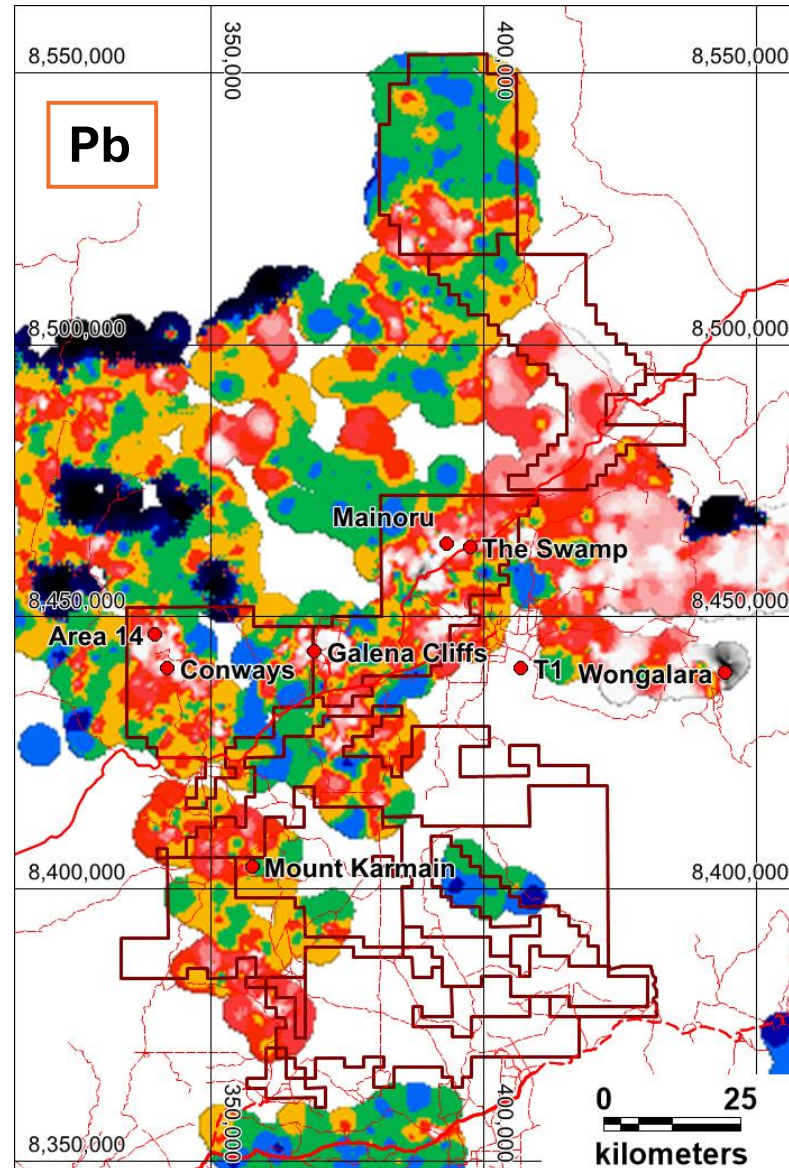 350,000
400,000
8,550,000
8,550,000
Pb
8,500,000
8,500,000
Mainoru
The Swamp
8,450,000
8,450,000
Area 14
Galena Cliffs
Conways
T1
Wongalara
Mount Karmain
8,400,000
8,400,000
350,000
400,000
0 25
kilometers
8,350,000